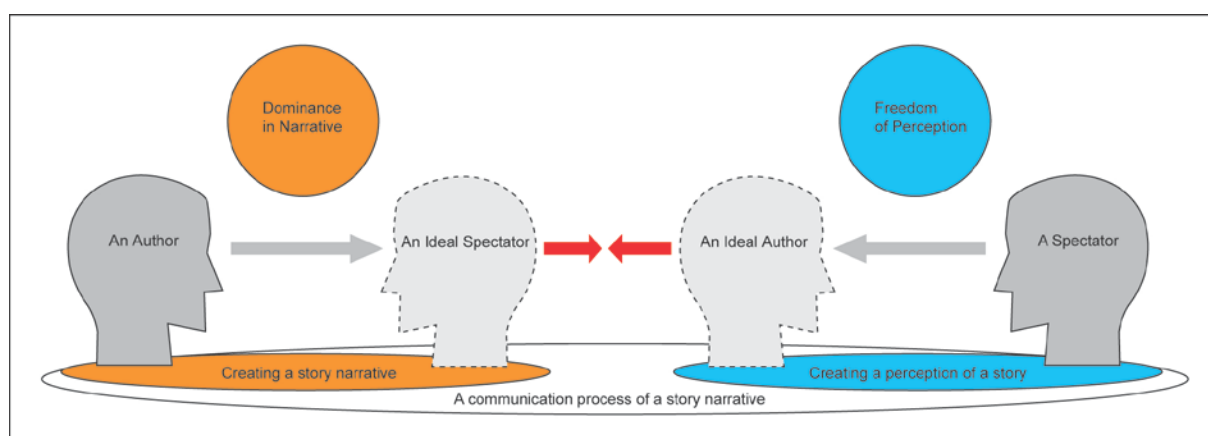 Dominance
in Narrative
Freedom
of Perception
An Author
An Ideal Spectator
An Ideal Author
A Spectator
Creating a story narrative
Creating a perception of a story
A communication process of a story narrative